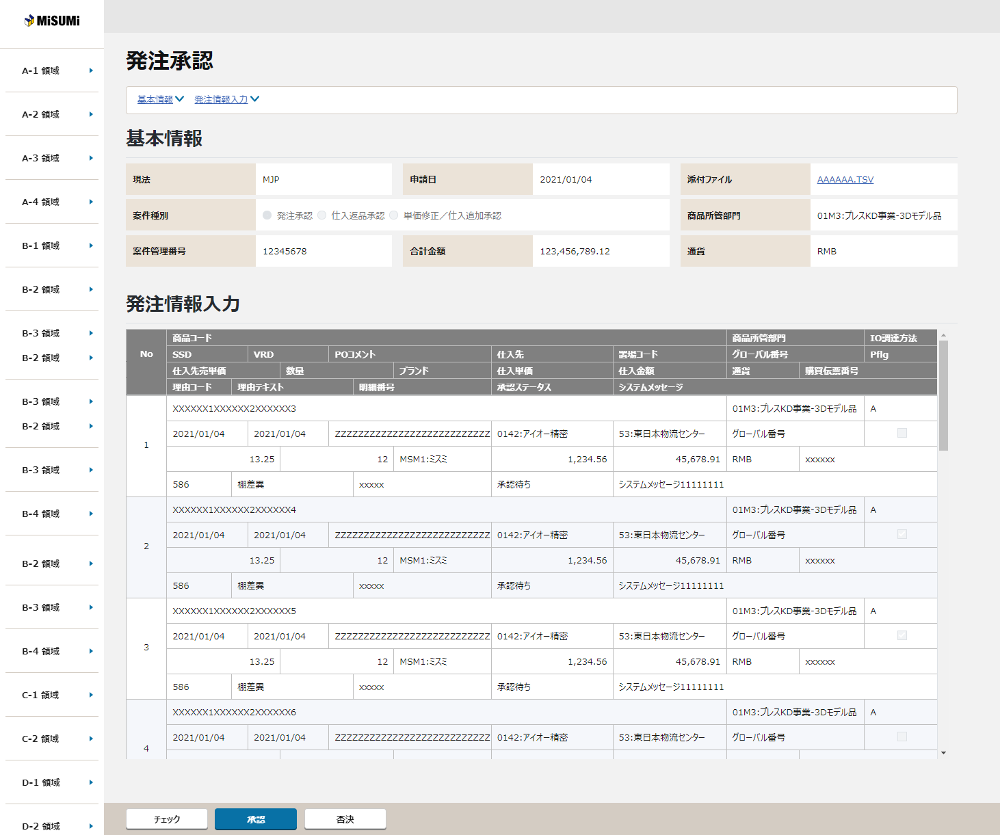 MiSUMi
A-1 領域
A-2 領域
A-3 領域
A-4 領域
B-1 領域
B-2 領域
B-3 領域
B-2 領域
B-3 領域
B-2 領域
B-3 領域
B-4 領域
B-2 領域
B-3 領域
B-4 領域
C-1 領域
C-2 領域
D-1 領域
D-2 領域
発注承認
基本情報 発注情報入力
基本情報
現法 MJP 申請日 2021/01/04 添付ファイル AAAAAA.TSV
案件種別 発注承認 仕入返品承認 単価修正／仕入追加承認 商品所管部門 01M3:プレスKD事業-3Dモデル品
案件管理番号 12345678 合計金額 123,456,789.12 通貨 RMB
発注情報入力
No 商品コード 商品所管部門 IO調達方法
SSD VRD POコメント 仕入先 置場コード グローバル番号 Pflg
仕入先売単価 数量 ブランド 仕入単価 仕入金額 通貨 購買伝票番号
理由コード 理由テキスト 明細番号 承認ステータス システムメッセージ
1 XXXXXX1XXXXXX2XXXXXX3 01M3:プレスKD事業-3Dモデル品 A
2021/01/04 2021/01/04 ZZZZZZZZZZZZZZZZZZZZZZZZZZZ 0142:アイオー精密 53:東日本物流センター グローバル番号
13.25 12 MSM1:ミスミ 1,234.56 45,678.91 RMB xxxxxx
586 棚差異 xxxxx 承認待ち システムメッセージ11111111
2 XXXXXX1XXXXXX2XXXXXX4 01M3:プレスKD事業-3Dモデル品 A
2021/01/04 2021/01/04 ZZZZZZZZZZZZZZZZZZZZZZZZZZZ 0142:アイオー精密 53:東日本物流センター グローバル番号
13.25 12 MSM1:ミスミ 1,234.56 45,678.91 RMB xxxxxx
586 棚差異 xxxxx 承認待ち システムメッセージ11111111
3 XXXXXX1XXXXXX2XXXXXX5 01M3:プレスKD事業-3Dモデル品 A
2021/01/04 2021/01/04 ZZZZZZZZZZZZZZZZZZZZZZZZZZZ 0142:アイオー精密 53:東日本物流センター グローバル番号
13.25 12 MSM1:ミスミ 1,234.56 45,678.91 RMB xxxxxx
586 棚差異 xxxxx 承認待ち システムメッセージ11111111
4 XXXXXX1XXXXXX2XXXXXX6 01M3:プレスKD事業-3Dモデル品 A
2021/01/04 2021/01/04 ZZZZZZZZZZZZZZZZZZZZZZZZZZZ 0142:アイオー精密 53:東日本物流センター グローバル番号
チェック 承認 否決